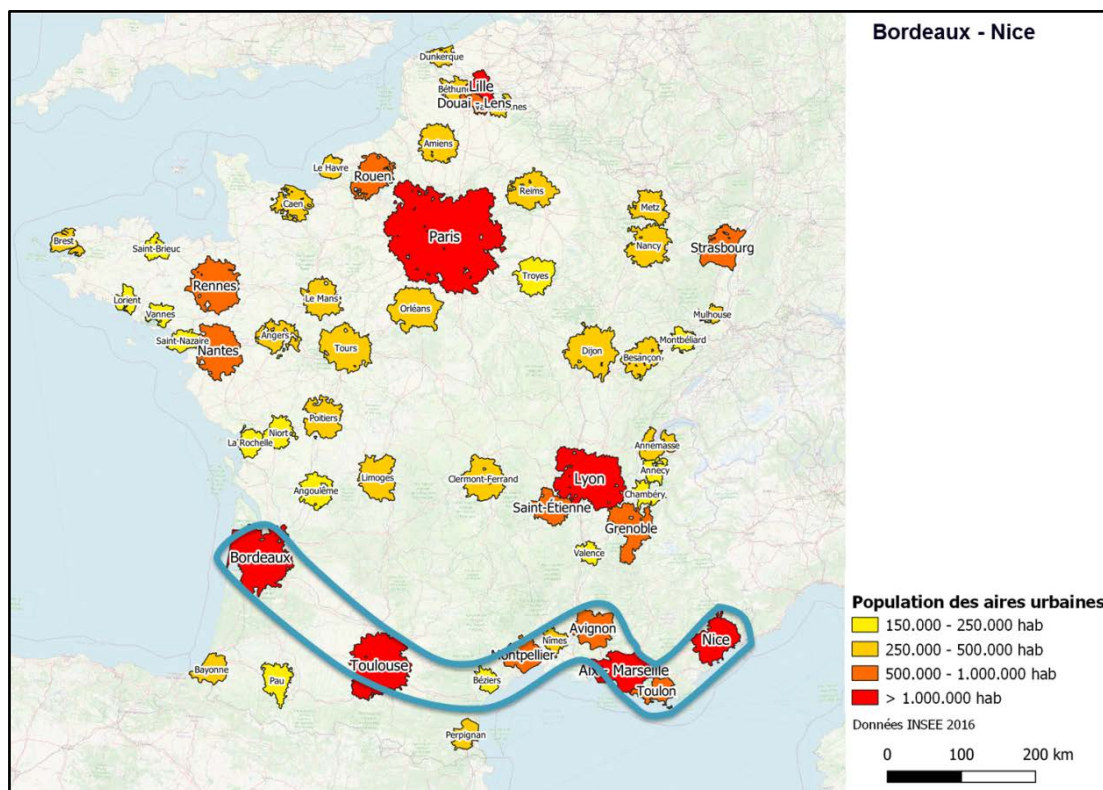 Bordeaux - Nice
Dunkerque
Lille
Béthune
Douai - Lens
nes
Amiens
Le Havre
Rouen
Reims
Caen
Metz
Paris
Nancy
Strasbourg
Brest
Saint-Brieuc
Troyes
Rennes
Le Mans
Orléans
Lorient
Vannes
Mulhouse
Saint-Nazaire
Angers
Montbéliard
Nantes
Tours
Dijon
Besançon
Poitiers
Niort
La Rochelle
Annemasse
Limoges
Clermont-Ferrand
Lyon
Annecy
Angoulême
Chambéry
Saint-Étienne
Grenoble
Valence
Bordeaux
Avignon
Nice
Nîmes
Montpellier
Toulouse
Bayonne
Pau
Béziers
Aix - Marseille
Toulon
Perpignan
Population des aires urbaines
150.000 - 250.000 hab
250.000 - 500.000 hab
500.000 - 1.000.000 hab
> 1.000.000 hab
Données INSEE 2016
0 100 200 km